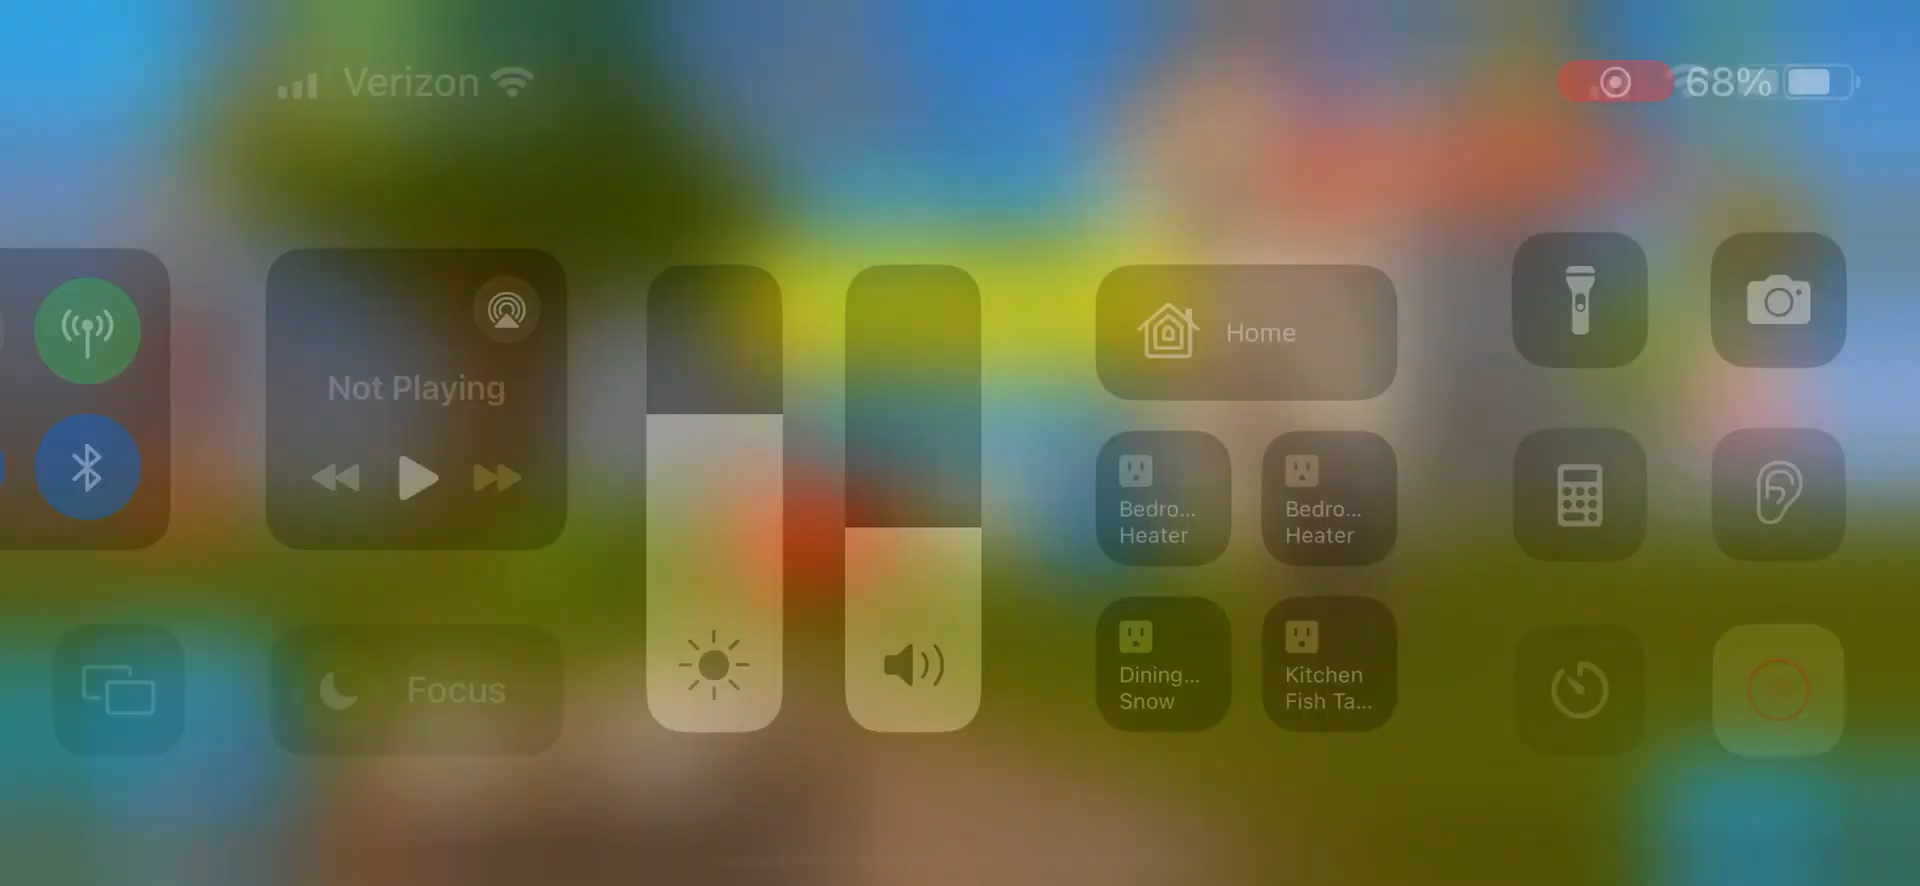 Verizon
68%
Not Playing
Home
Bedro...
Heater
Bedro...
Heater
Focus
Dining...
Snow
Kitchen
Fish Ta...